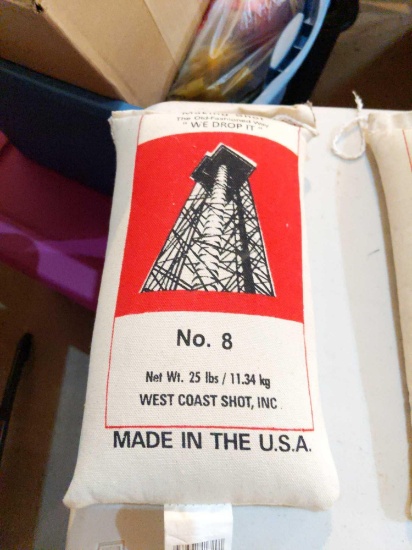 The Old-Fashioned Way
"WE DROP IT"
No. 8
Net Wt. 25 lbs / 11.34 kg
WEST COAST SHOT, INC
MADE IN THE U.S.A.